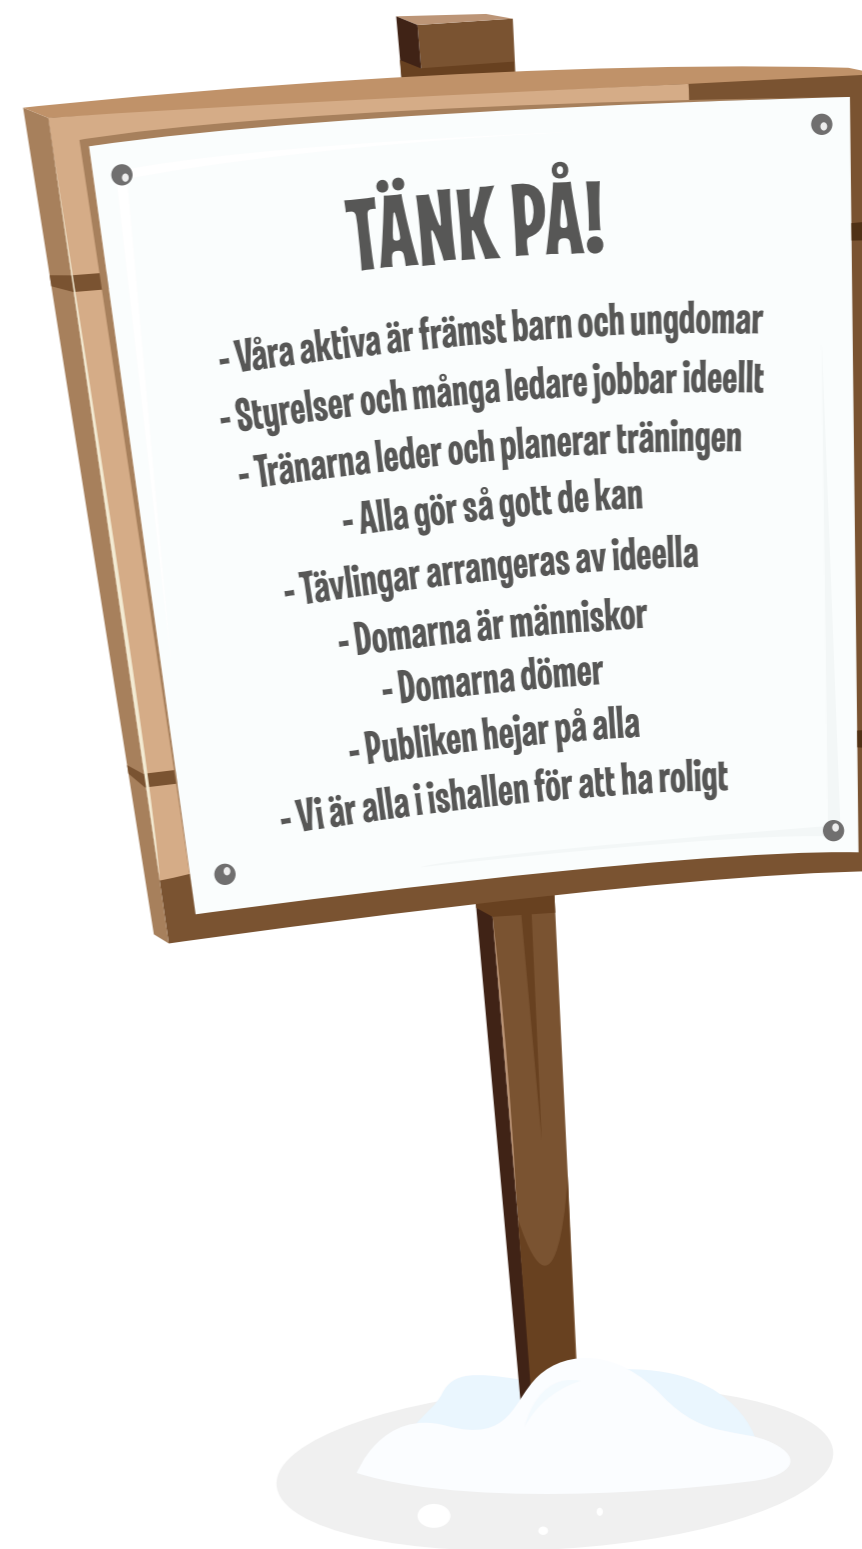 TÄNK PÅ!
- Våra aktiva är främst barn och ungdomar
- Styrelser och många ledare jobbar ideellt
- Tränarna leder och planerar träningen
- Alla gör så gott de kan
- Tävlingar arrangeras av ideella
- Domarna är människor
- Domarna dömer
- Publiken hejar på alla
- Vi är alla i ishallen för att ha roligt